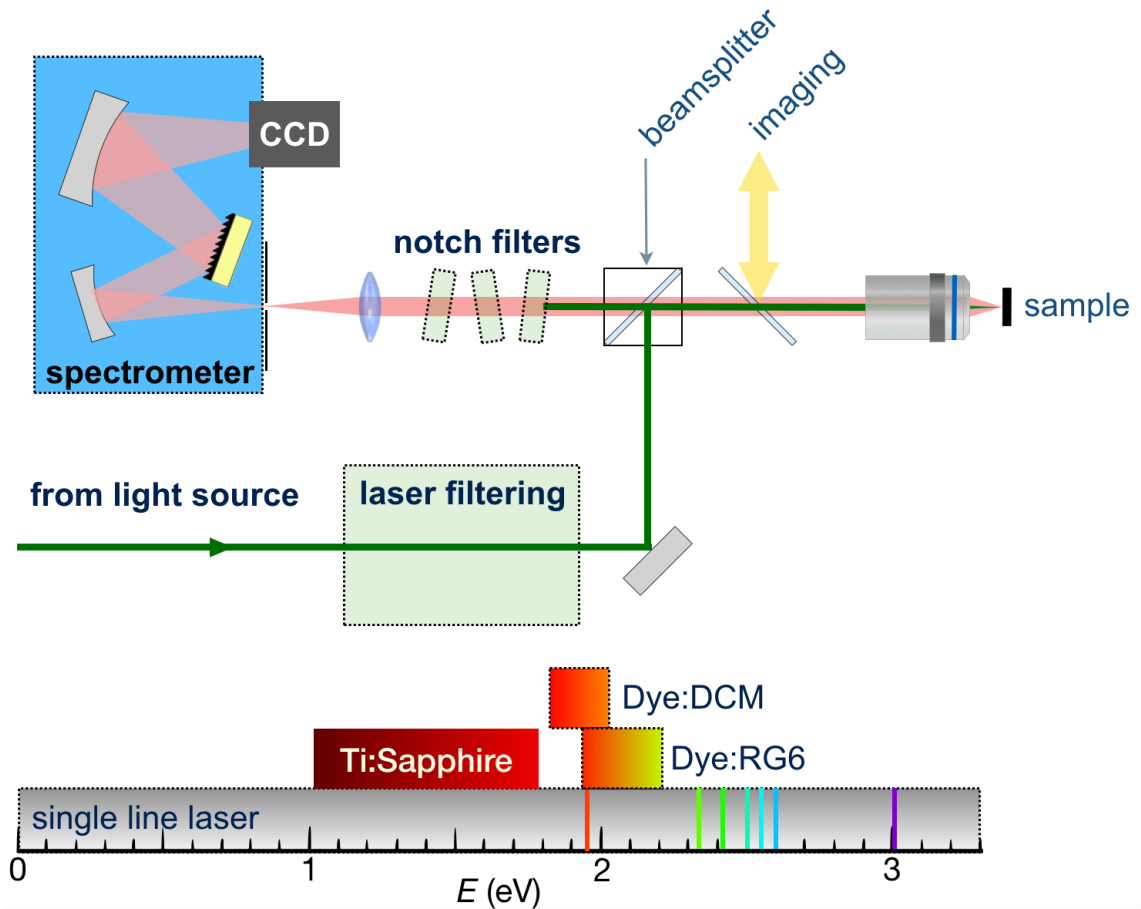 beamsplitter
imaging
CCD
notch filters
sample
spectrometer
from light source
laser filtering
Dye:DCM
Ti:Sapphire
Dye:RG6
single line laser
0 1 2 3
E (eV)